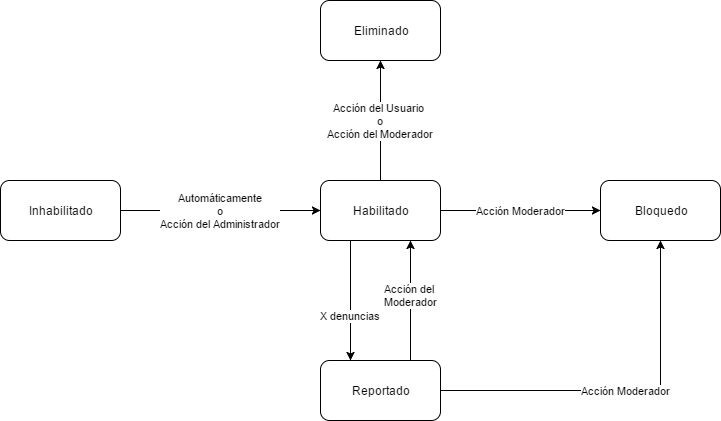 Eliminado
Acción del Usuario
o
Acción del Moderador
Inhabilitado
Automáticamente
o
Acción del Administrador
Habilitado
Acción Moderador
Bloquedo
X denuncias
Acción del
Moderador
Reportado
Acción Moderador